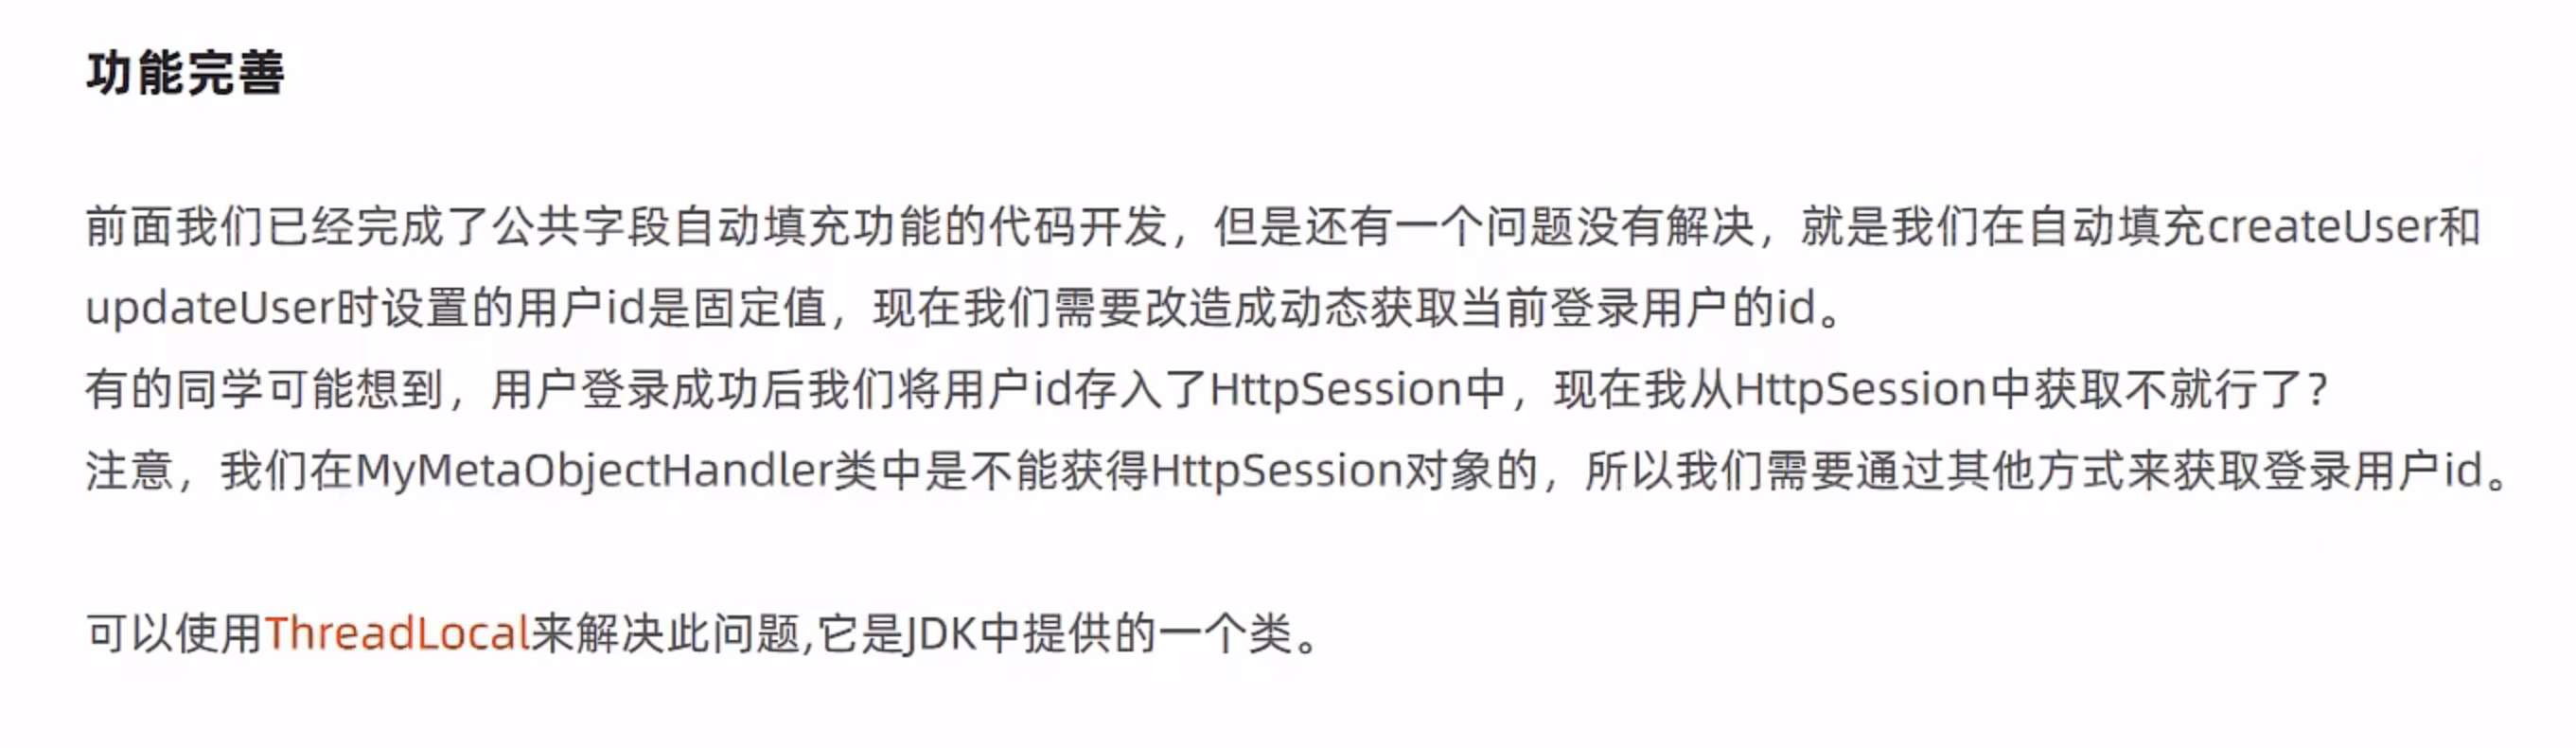 功能完善
前面我们已经完成了公共字段自动填充功能的代码开发，但是还有一个问题没有解决，就是我们在自动填充createUser和
updateUser时设置的用户id是固定值，现在我们需要改造成动态获取当前登录用户的id。
有的同学可能想到，用户登录成功后我们将用户id存入了HttpSession中，现在我从HttpSession中获取不就行了？
注意，我们在MyMetaObjectHandler类中是不能获得HttpSession对象的，所以我们需要通过其他方式来获取登录用户id。
可以使用ThreadLocal来解决此问题,它是JDK中提供的一个类。